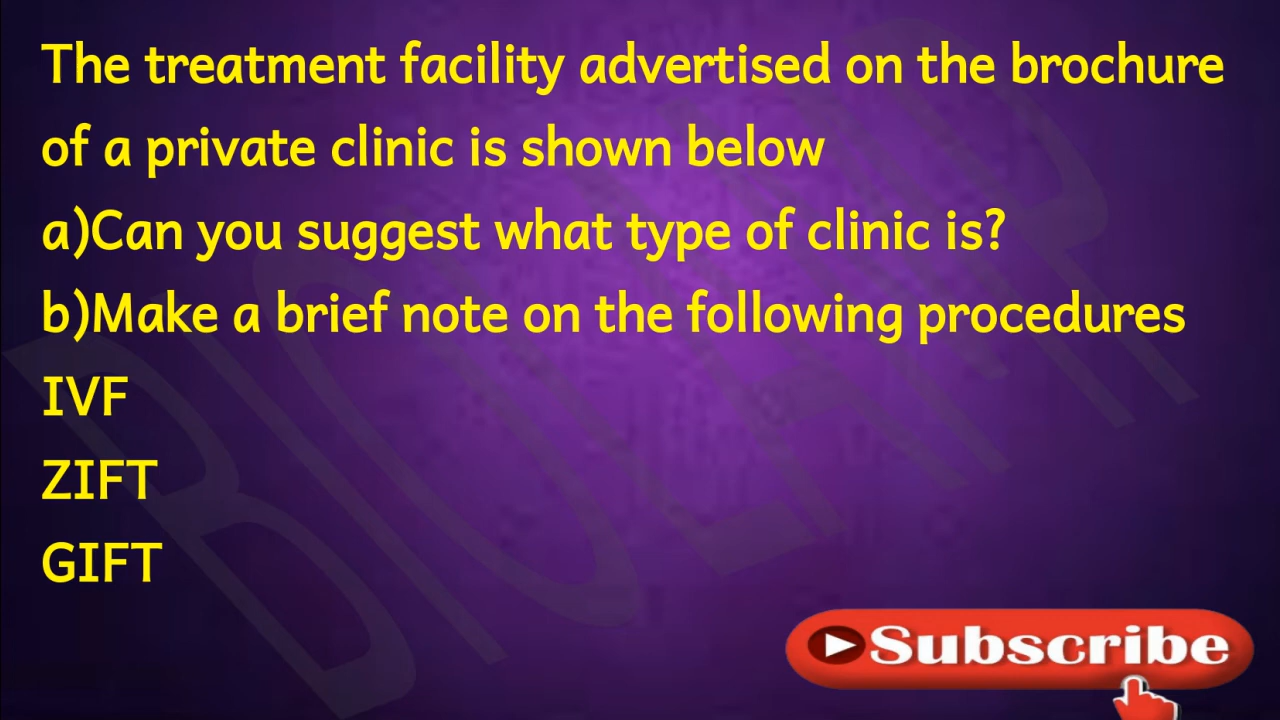 The treatment facility advertised on the brochure
of a private clinic is shown below
a)Can you suggest what type of clinic is?
b)Make a brief note on the following procedures
IVF
ZIFT
GIFT
Subscribe